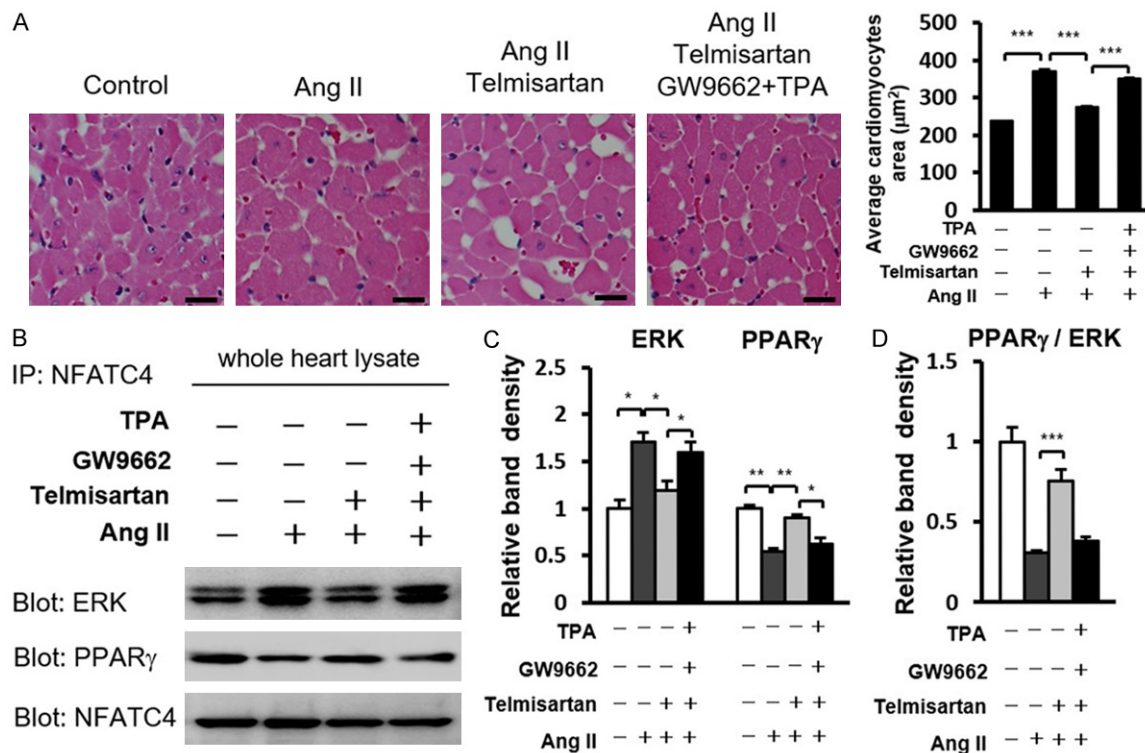 A
Control
Ang II
Ang II
Telmisartan
Ang II
Telmisartan
GW9662+TPA
Average cardiomyocytes
area (μm²)
500
400
300
200
100
0
*** *** ***
TPA – – – +
GW9662 – – – +
Telmisartan – – + +
Ang II – + + +
B
IP: NFATC4
whole heart lysate
TPA – – – +
GW9662 – – – +
Telmisartan – – + +
Ang II – + + +
Blot: ERK
Blot: PPARγ
Blot: NFATC4
C
ERK PPARγ
Relative band density
2.5
2
1.5
1
0.5
0
* * *
** ** *
TPA – – – + – – – +
GW9662 – – – + – – – +
Telmisartan – – + + – – + +
Ang II – + + + – + + +
D
PPARγ / ERK
Relative band density
1.5
1
0.5
0
***
TPA – – – +
GW9662 – – – +
Telmisartan – – + +
Ang II – + + +